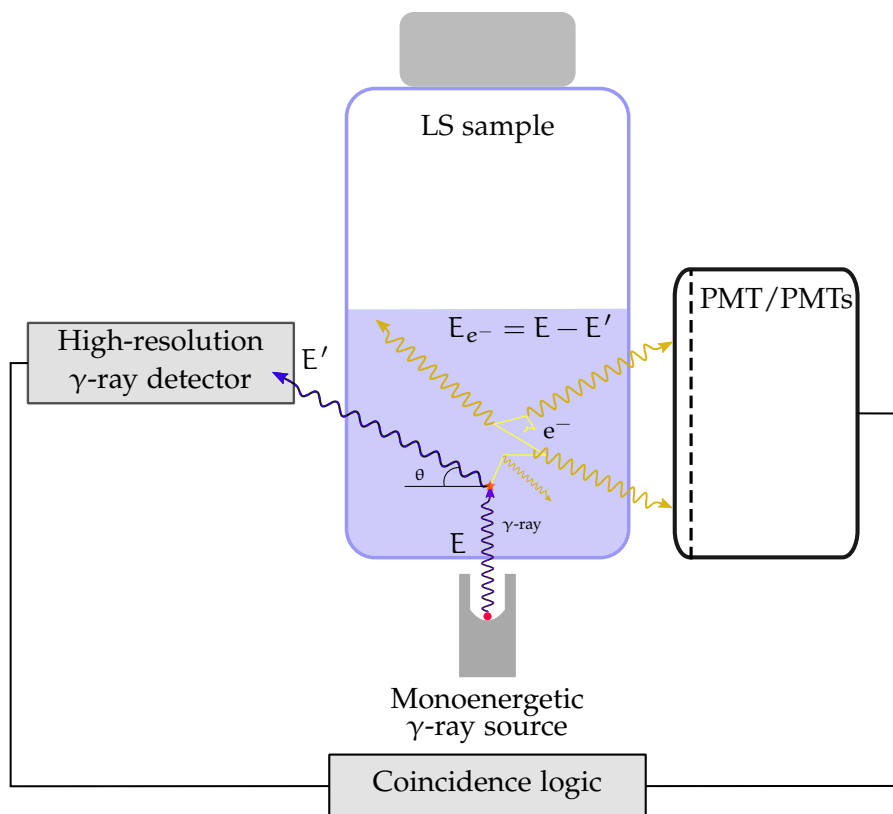 LS sample
PMT/PMTs
E_{e^-} = E − E′
High-resolution
γ-ray detector
E′
e^-
θ
γ-ray
E
Monoenergetic
γ-ray source
Coincidence logic